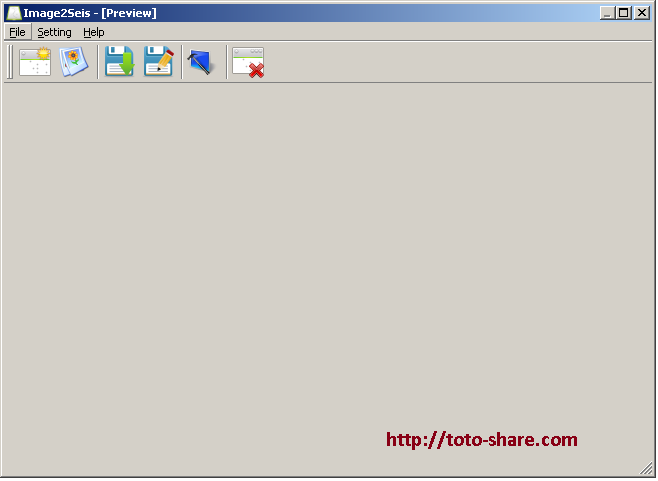 Image2Seis - [Preview]
File Setting Help
http://toto-share.com